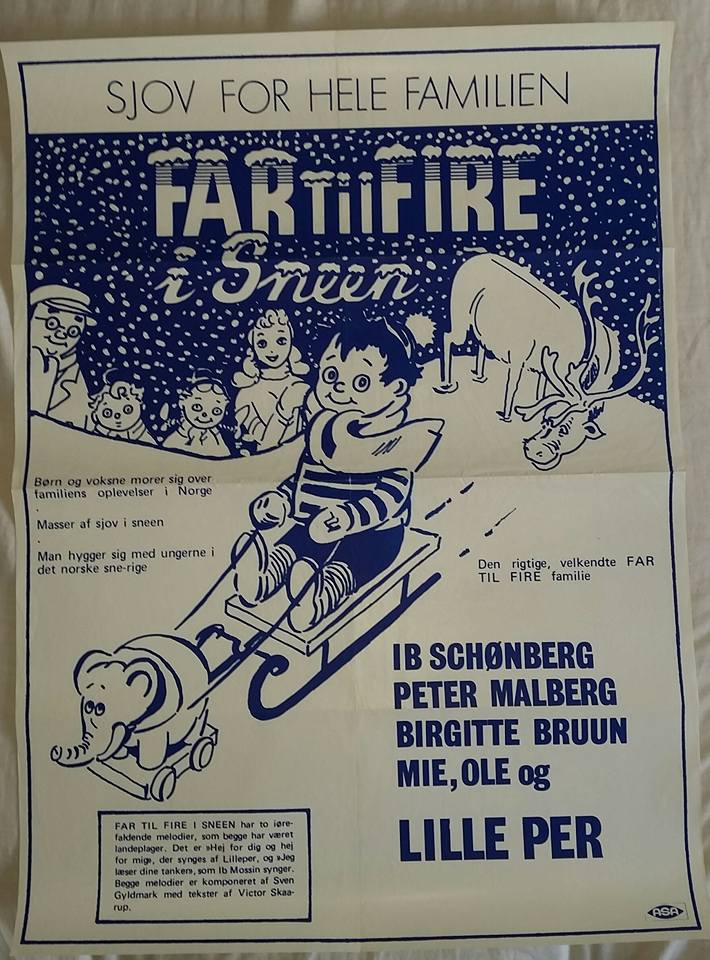 SJOV FOR HELE FAMILIEN
FAR TIL FIRE
i Sneen
Børn og voksne morer sig over
familiens oplevelser i Norge
.
Masser af sjov i sneen
.
Man hygger sig med ungerne i
det norske sne-rige
Den rigtige, velkendte FAR
TIL FIRE familie
IB SCHØNBERG
PETER MALBERG
BIRGITTE BRUUN
MIE, OLE og
LILLE PER
FAR TIL FIRE I SNEEN har to iøre-
faldende melodier, som begge har været
landeplager. Det er »Hej for dig og hej
for mig«, der synges af Lilleper, og »Jeg
læser dine tanker«, som Ib Mossin synger.
Begge melodier er komponeret af Sven
Gyldmark med tekster af Victor Skaa-
rup.
ASA